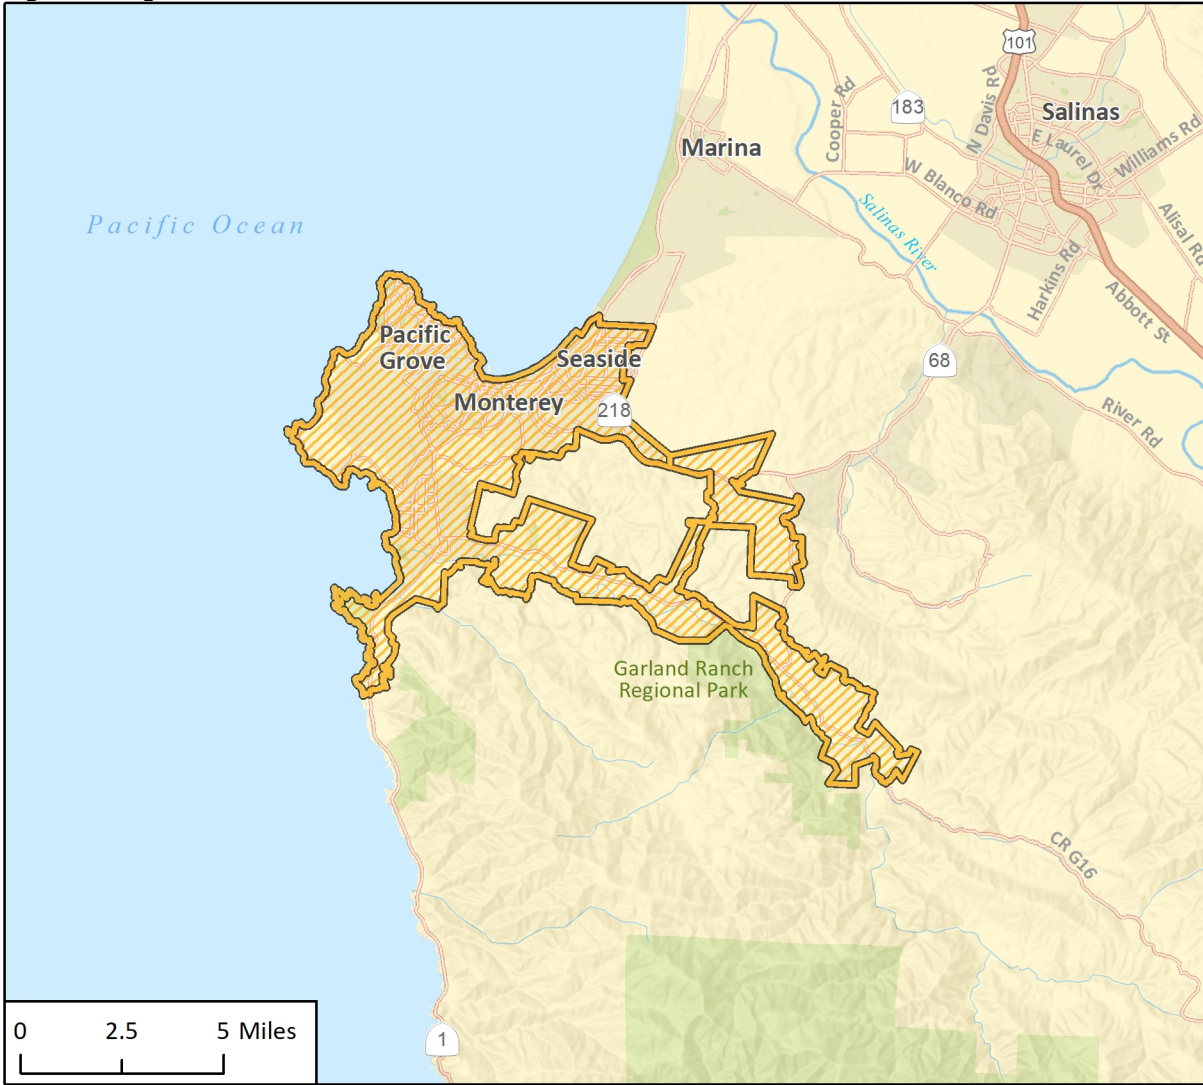 101
183
Salinas
N Davis Rd
Cooper Rd
E Laurel Dr
Williams Rd
Marina
W Blanco Rd
Salinas River
Alisal Rd
Pacific Ocean
Harkins Rd
Abbott St
Pacific
Grove
Seaside
68
Monterey
218
River Rd
Garland Ranch
Regional Park
CR G16
1
0 2.5 5 Miles